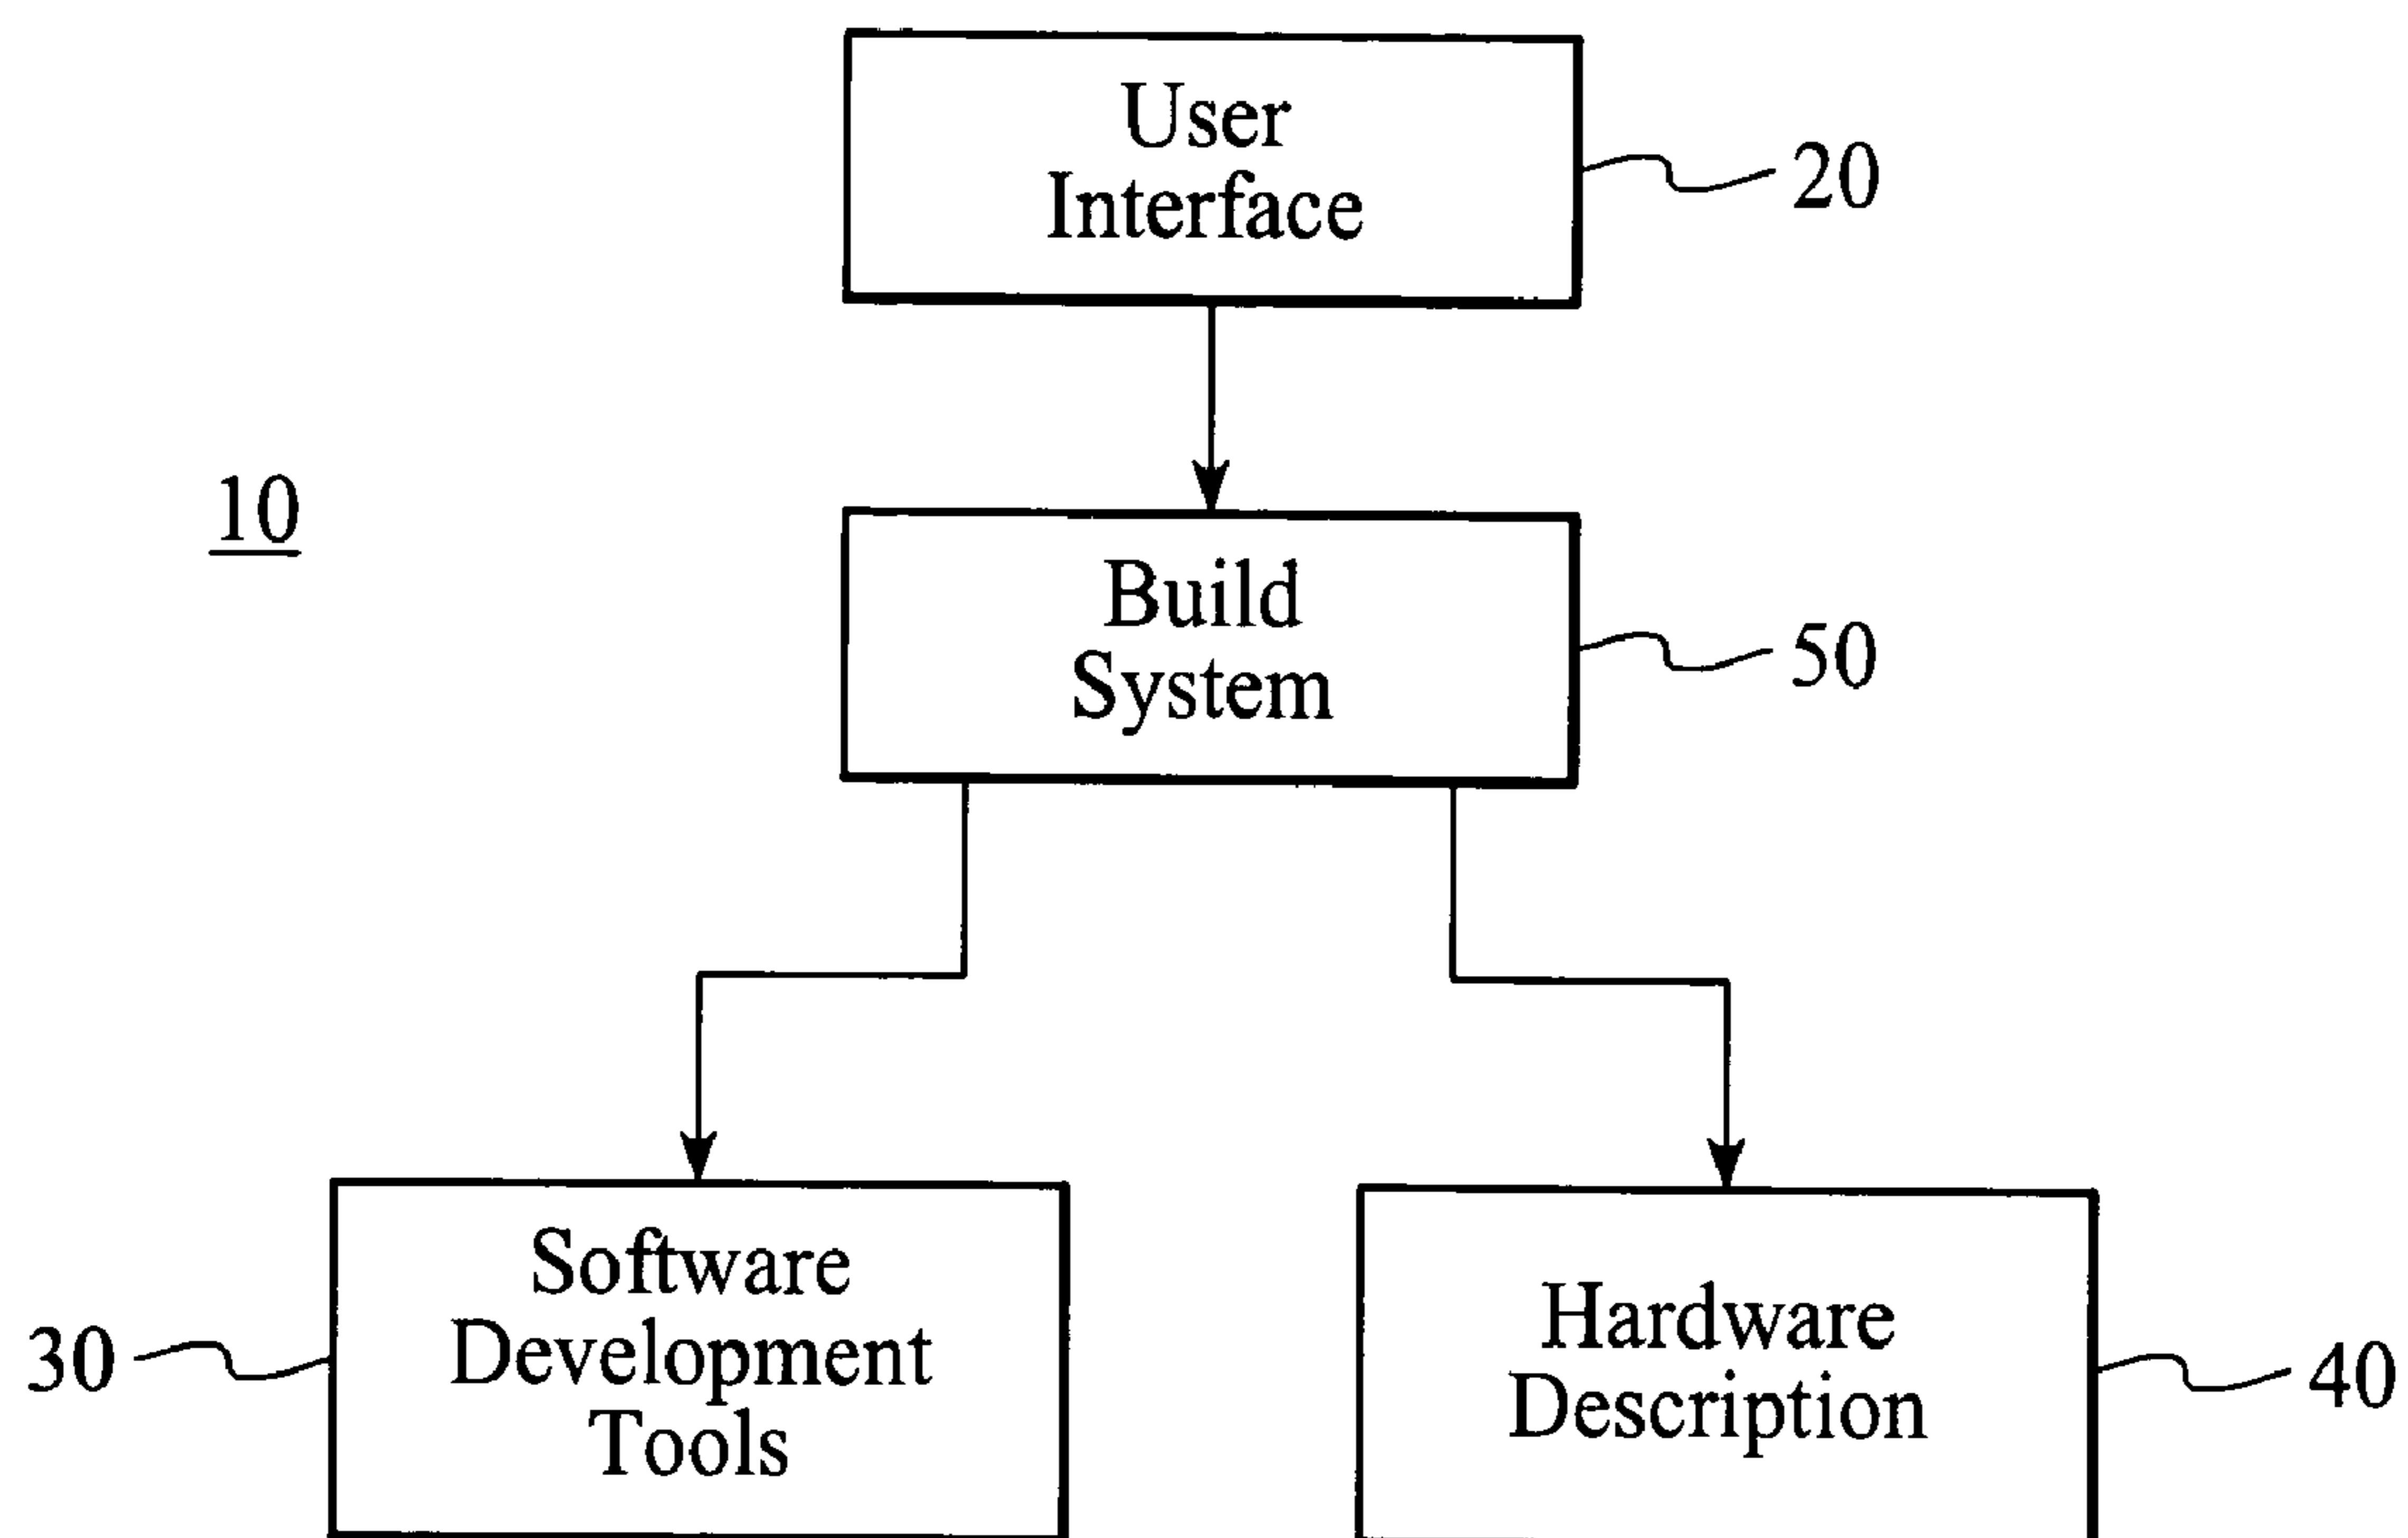 User
Interface
20
10
Build
System
50
Software
Development
Tools
30
Hardware
Description
40